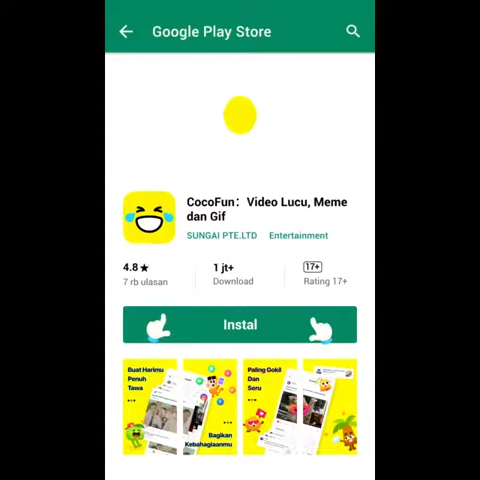 Google Play Store
CocoFun: Video Lucu, Meme
dan Gif
SUNGAI PTE.LTD Entertainment
4.8★ 1 jt+ 17+
7 rb ulasan Download Rating 17+
Instal
Buat Harimu
Penuh
Tawa
Bagikan
Kebahagiaanmu
Paling Gokil
Dan
Seru